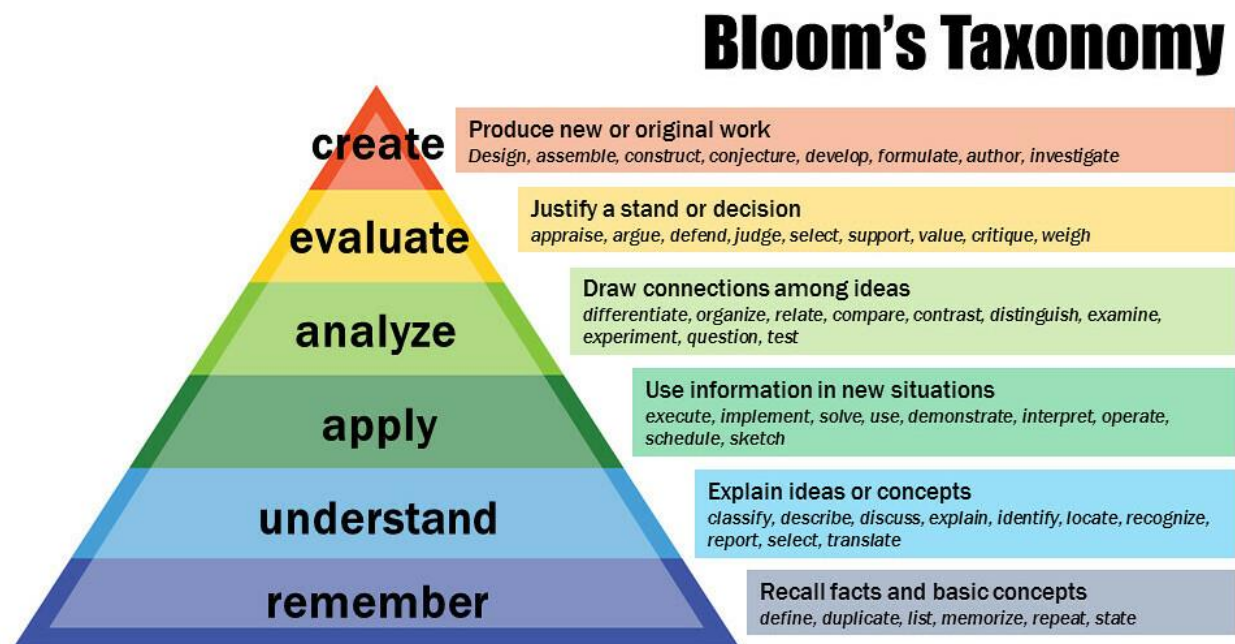 Bloom's Taxonomy
create
Produce new or original work
Design, assemble, construct, conjecture, develop, formulate, author, investigate
evaluate
Justify a stand or decision
appraise, argue, defend, judge, select, support, value, critique, weigh
analyze
Draw connections among ideas
differentiate, organize, relate, compare, contrast, distinguish, examine,
experiment, question, test
apply
Use information in new situations
execute, implement, solve, use, demonstrate, interpret, operate,
schedule, sketch
understand
Explain ideas or concepts
classify, describe, discuss, explain, identify, locate, recognize,
report, select, translate
remember
Recall facts and basic concepts
define, duplicate, list, memorize, repeat, state